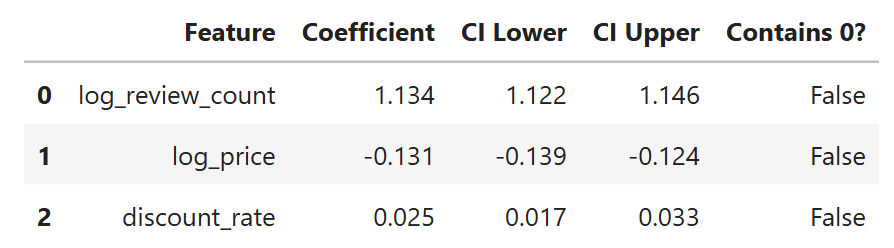 Feature Coefficient CI Lower CI Upper Contains 0?
0 log_review_count 1.134 1.122 1.146 False
1 log_price -0.131 -0.139 -0.124 False
2 discount_rate 0.025 0.017 0.033 False